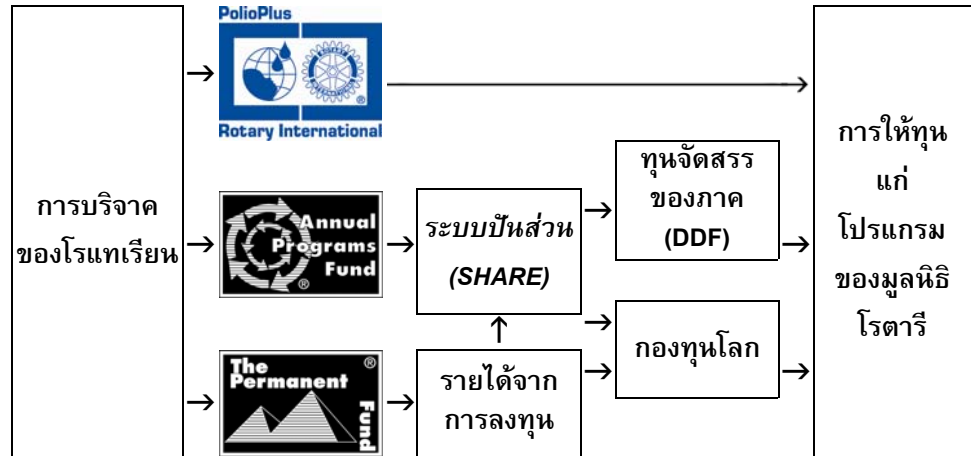 การบริจาค
ของโรแทเรียน
PolioPlus
®
Rotary International
Annual
Programs
Fund
®
The
Permanent
Fund
®
ระบบปันส่วน
(SHARE)
รายได้จาก
การลงทุน
ทุนจัดสรร
ของภาค
(DDF)
กองทุนโลก
การให้ทุน
แก่
โปรแกรม
ของมูลนิธิ
โรตารี